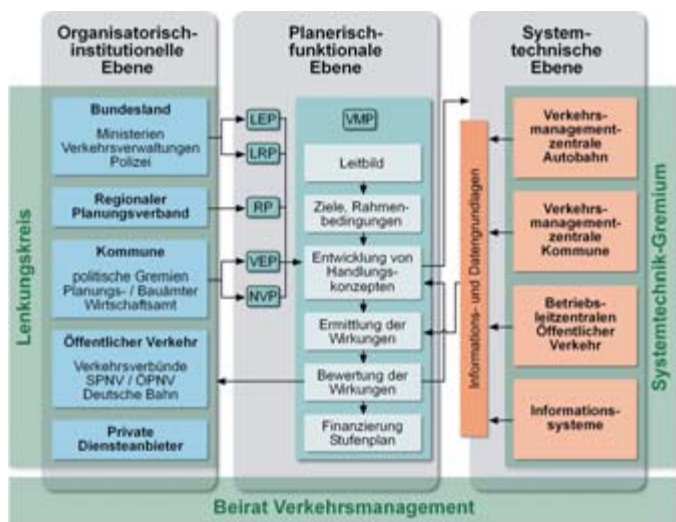 Organisatorisch-
institutionelle
Ebene
Planerisch-
funktionale
Ebene
System-
technische
Ebene
Lenkungskreis
Bundesland
Ministerien
Verkehrsverwaltungen
Polizei
Regionaler
Planungsverband
Kommune
politische Gremien
Planungs- / Bauämter
Wirtschaftsamt
Öffentlicher Verkehr
Verkehrsverbünde
SPNV / ÖPNV
Deutsche Bahn
Private
Diensteanbieter
LEP
LRP
RP
VEP
NVP
VMP
Leitbild
Ziele, Rahmen-
bedingungen
Entwicklung von
Handlungs-
konzepten
Ermittlung der
Wirkungen
Bewertung der
Wirkungen
Finanzierung
Stufenplan
Informations- und Datengrundlagen
Verkehrs-
management-
zentrale
Autobahn
Verkehrs-
management-
zentrale
Kommune
Betriebs-
leitzentralen
Öffentlicher
Verkehr
Informations-
systeme
Systemtechnik-Gremium
Beirat Verkehrsmanagement